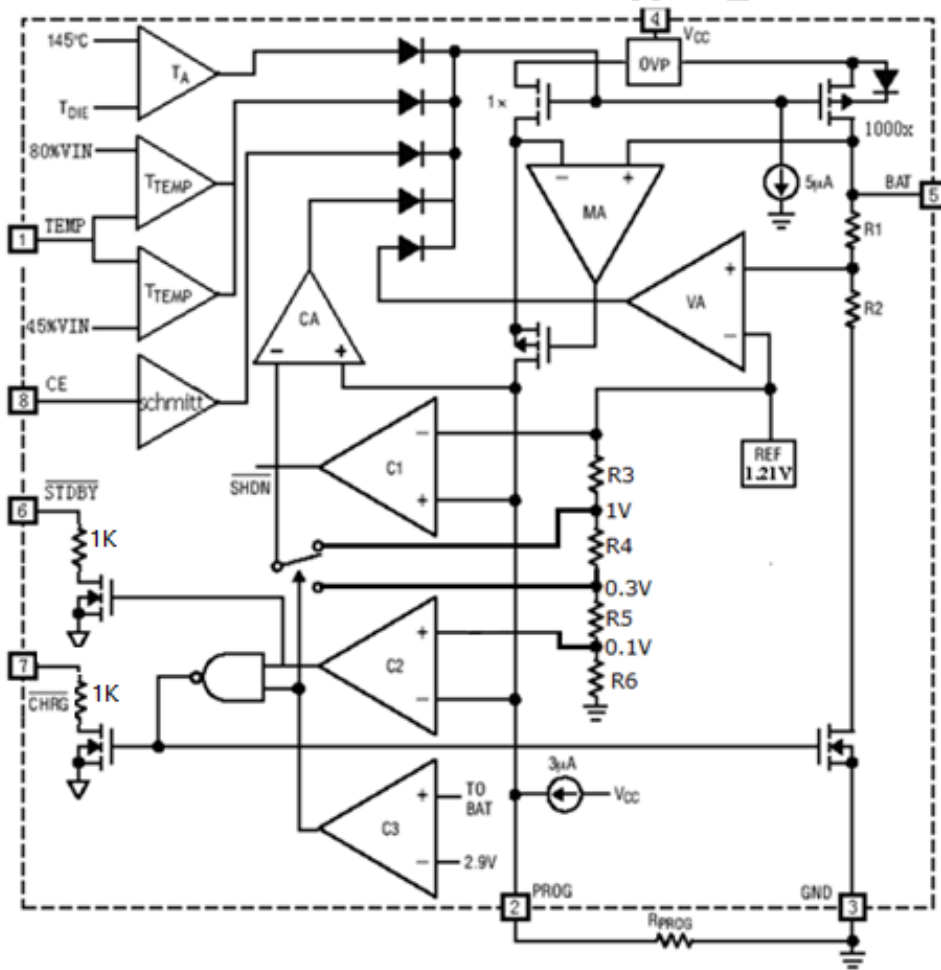 4
VCC
145°C
TA
OVP
TDIE
1×
1000x
80%VIN
TTEMP
5µA
BAT
5
1
TEMP
MA
R1
TTEMP
VA
R2
45%VIN
CA
8
CE
schmitt
REF
1.21V
C1
R3
SHDN
6
STDBY
1V
1K
R4
0.3V
R5
0.1V
7
C2
R6
CHRG
1K
3µA
VCC
TO
BAT
C3
2.9V
PROG
GND
2
3
RPROG